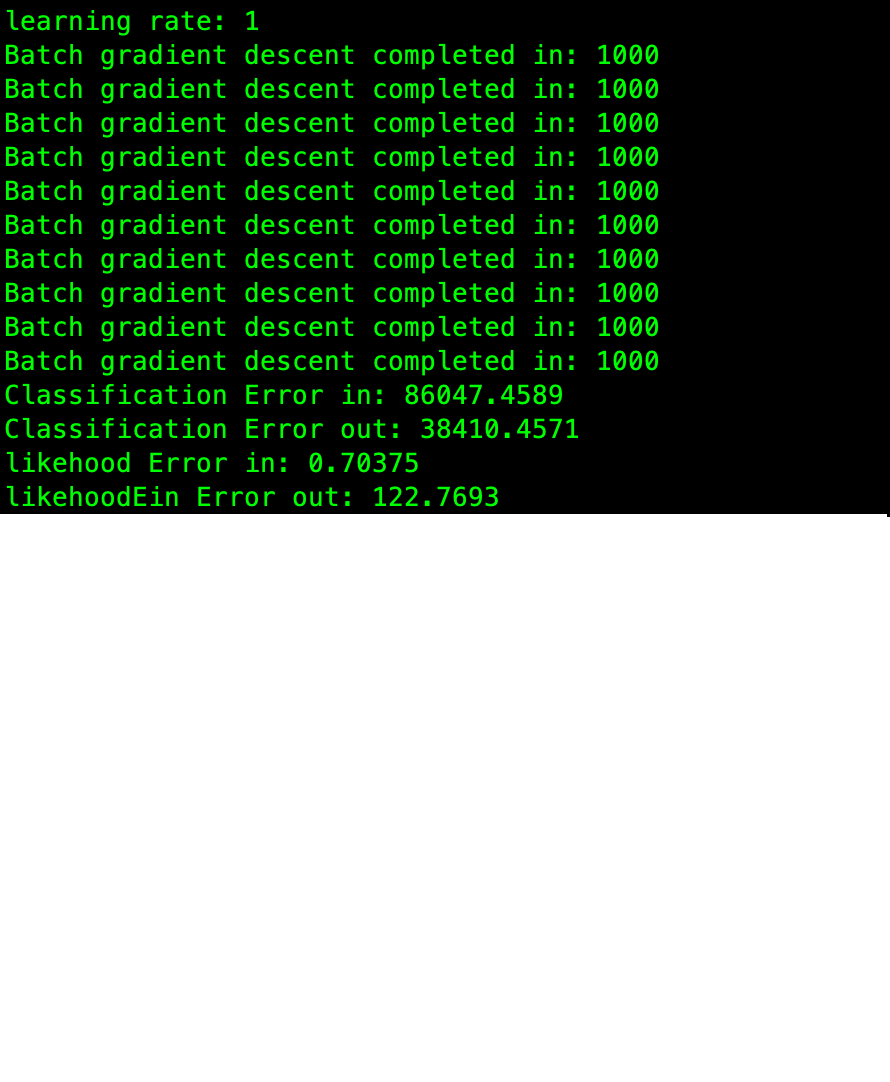 learning rate: 1
Batch gradient descent completed in: 1000
Batch gradient descent completed in: 1000
Batch gradient descent completed in: 1000
Batch gradient descent completed in: 1000
Batch gradient descent completed in: 1000
Batch gradient descent completed in: 1000
Batch gradient descent completed in: 1000
Batch gradient descent completed in: 1000
Batch gradient descent completed in: 1000
Batch gradient descent completed in: 1000
Classification Error in: 86047.4589
Classification Error out: 38410.4571
likehood Error in: 0.70375
likehoodEin Error out: 122.7693